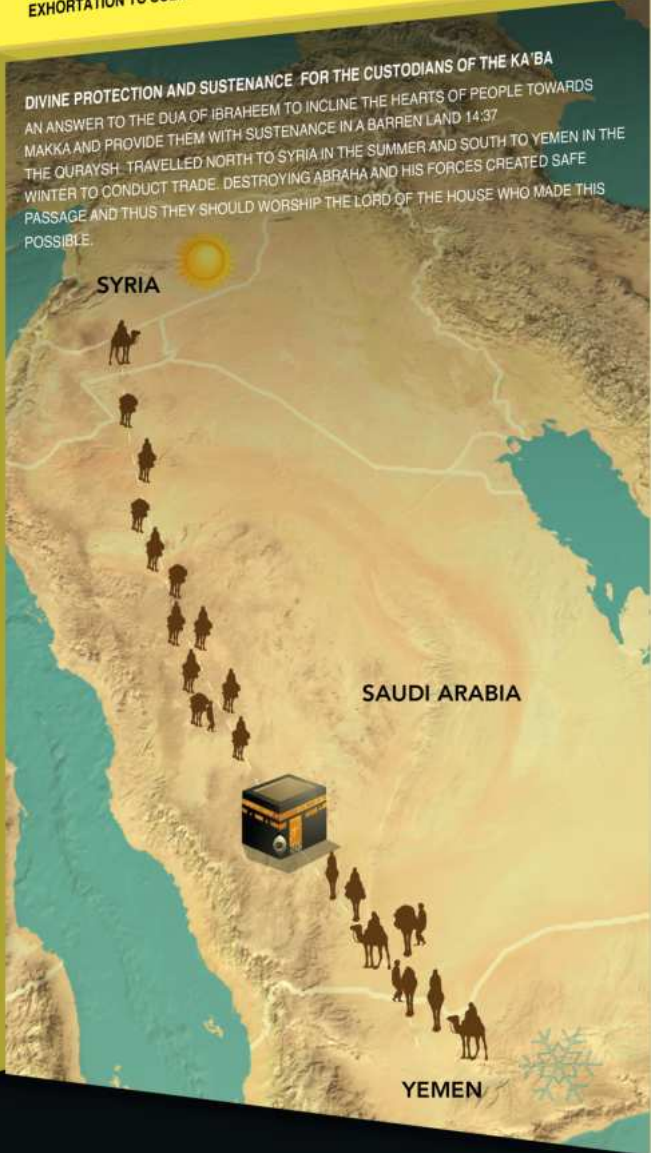 EXHORTATION TO
DIVINE PROTECTION AND SUSTENANCE FOR THE CUSTODIANS OF THE KA'BA
AN ANSWER TO THE DUA OF IBRAHEEM TO INCLINE THE HEARTS OF PEOPLE TOWARDS
MAKKA AND PROVIDE THEM WITH SUSTENANCE IN A BARREN LAND 14:37
THE QURAYSH TRAVELLED NORTH TO SYRIA IN THE SUMMER AND SOUTH TO YEMEN IN THE
WINTER TO CONDUCT TRADE. DESTROYING ABRAHA AND HIS FORCES CREATED SAFE
PASSAGE AND THUS THEY SHOULD WORSHIP THE LORD OF THE HOUSE WHO MADE THIS
POSSIBLE.
SYRIA
SAUDI ARABIA
YEMEN